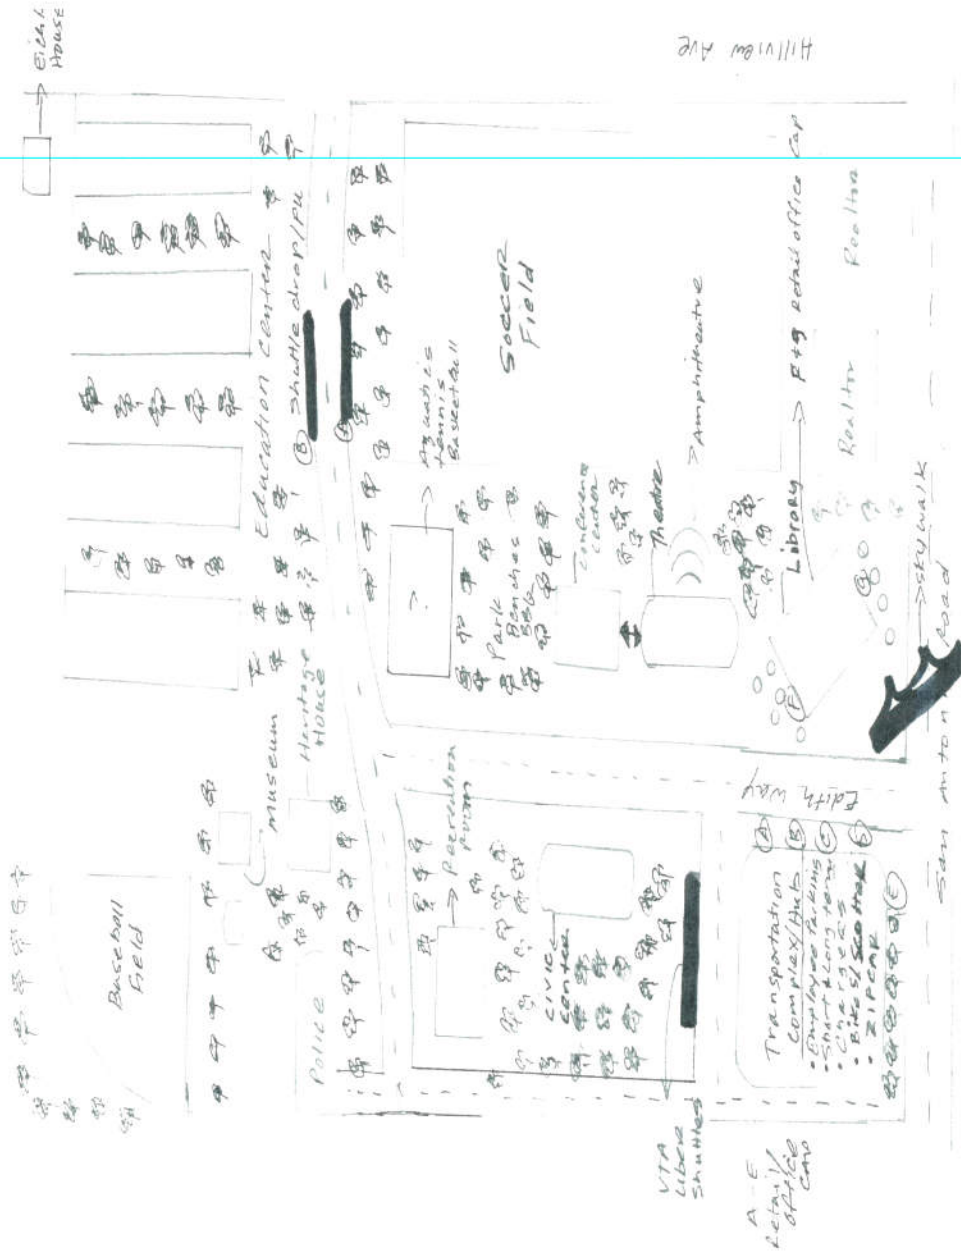 Eight
House
Hillview Ave
Education Center
(B) Shuttle drop/PU
(A)
Soccer
Field
Aquatics
tennis
Basketball
?
Park
Benches
BBQ
Conference
center
Theatre
Amphitheatre
Library
F + g Retail office Cap
Realtor
Realtor
(G)
(F)
skywalk
San Antonio Road
Edith Way
Museum
Heritage
House
Baseball
Field
Police
Recreation
room
Civic
Center
VTA
Uber
Shuttles
Transportation
complex/Hub
• Employee Parking
• Short & Long term
• Chargers
• Bikes/Scooter
• ZIPCAR
(A)
(B)
(C)
(D)
(E)
A-E
Retail/
office